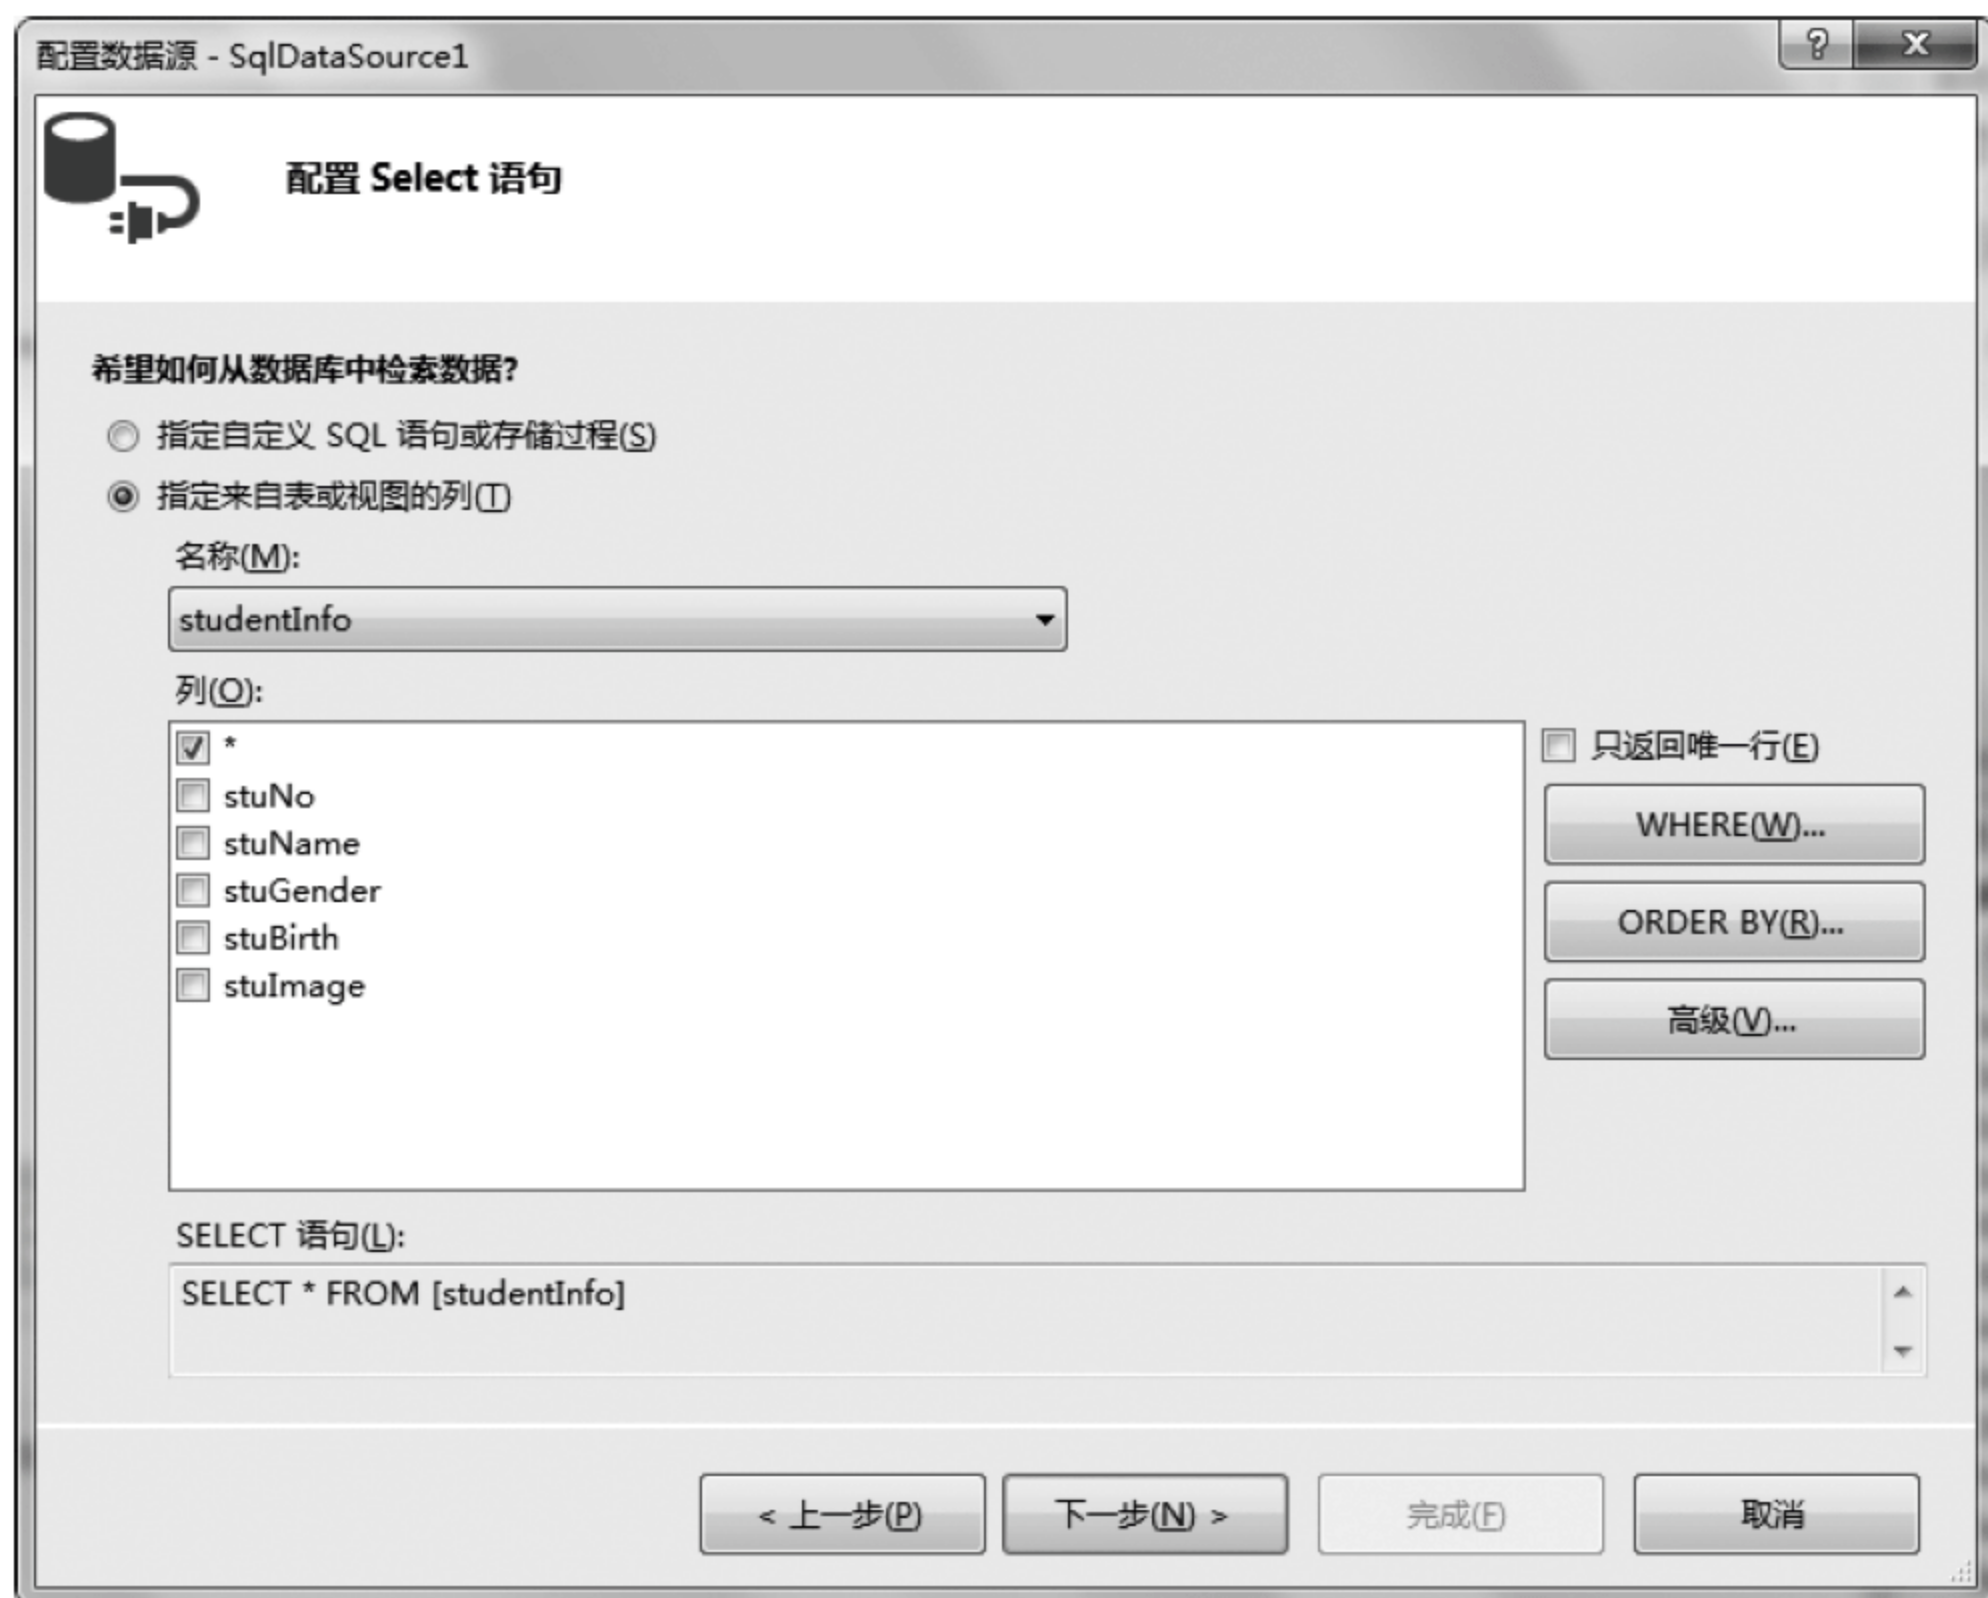 配置数据源 - SqlDataSource1
配置 Select 语句
希望如何从数据库中检索数据?
指定自定义 SQL 语句或存储过程(S)
指定来自表或视图的列(T)
名称(M):
studentInfo
列(O):
*
stuNo
stuName
stuGender
stuBirth
stuImage
只返回唯一行(E)
WHERE(W)...
ORDER BY(R)...
高级(V)...
SELECT 语句(L):
SELECT * FROM [studentInfo]
< 上一步(P)
下一步(N) >
完成(F)
取消